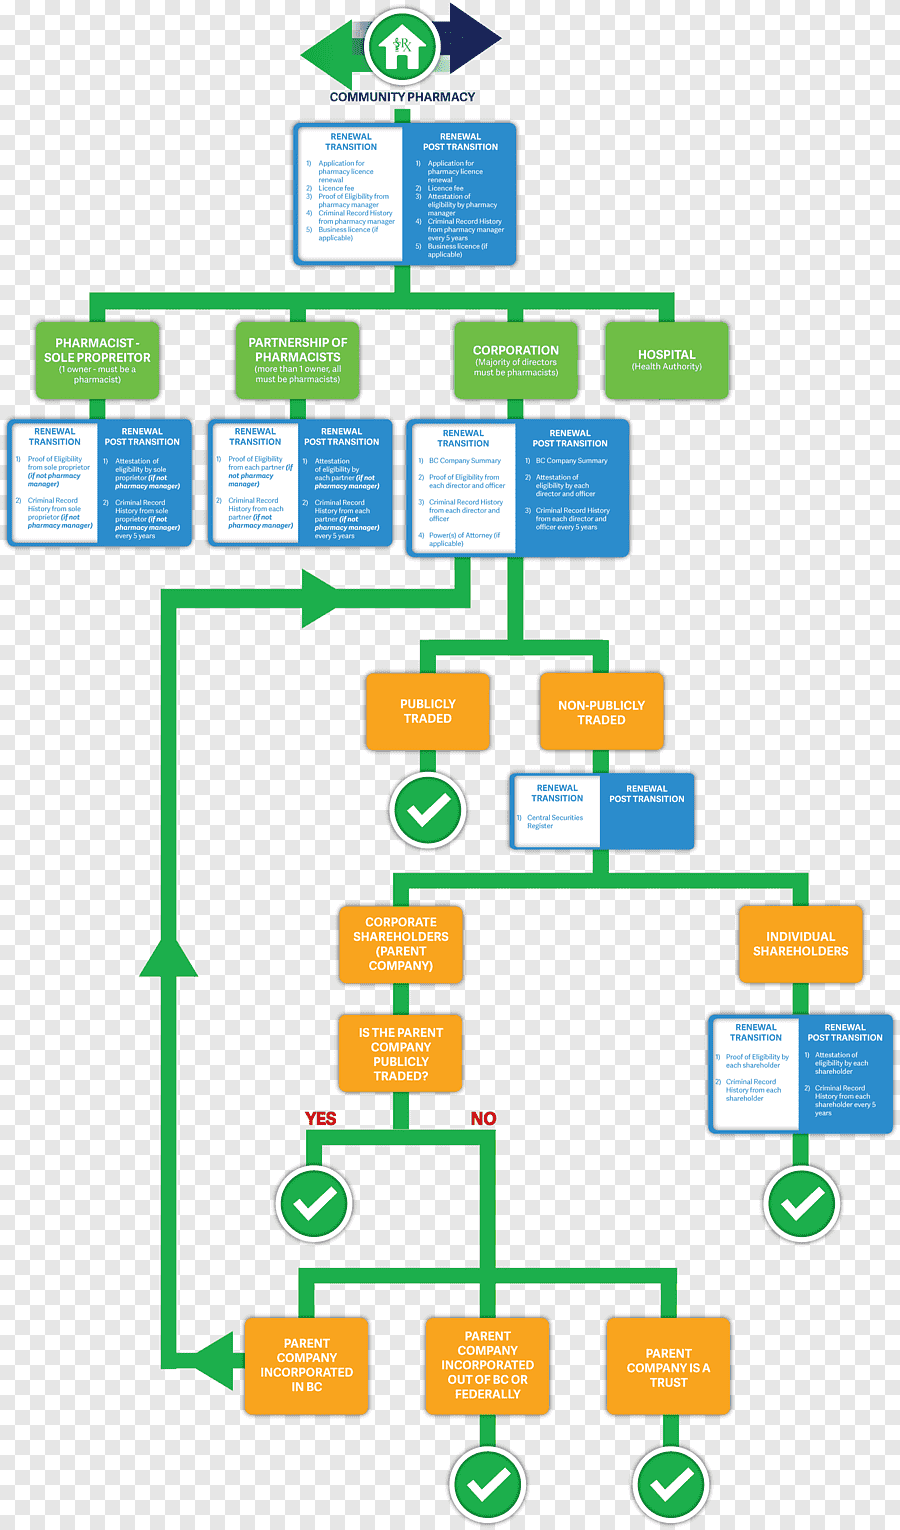 COMMUNITY PHARMACY
RENEWAL
TRANSITION
1) Application for
pharmacy licence
renewal
2) Licence fee
3) Proof of Eligibility from
pharmacy manager
4) Criminal Record History
from pharmacy manager
5) Business licence (if
applicable)
RENEWAL
POST TRANSITION
1) Application for
pharmacy licence
renewal
2) Licence fee
3) Attestation of
eligibility by pharmacy
manager
4) Criminal Record History
from pharmacy manager
every 5 years
5) Business licence (if
applicable)
PHARMACIST -
SOLE PROPREITOR
(1 owner - must be a
pharmacist)
PARTNERSHIP OF
PHARMACISTS
(more than 1 owner, all
must be pharmacists)
CORPORATION
(Majority of directors
must be pharmacists)
HOSPITAL
(Health Authority)
RENEWAL
TRANSITION
1) Proof of Eligibility
from sole proprietor
(if not pharmacy
manager)
2) Criminal Record
History from sole
proprietor (if not
pharmacy manager)
RENEWAL
POST TRANSITION
1) Attestation of
eligibility by sole
proprietor (if not
pharmacy manager)
2) Criminal Record
History from sole
proprietor (if not
pharmacy manager)
every 5 years
RENEWAL
TRANSITION
1) Proof of Eligibility
from each partner (if
not pharmacy
manager)
2) Criminal Record
History from each
partner (if not
pharmacy manager)
RENEWAL
POST TRANSITION
1) Attestation
of eligibility by
each partner (if not
pharmacy manager)
2) Criminal Record
History from each
partner (if not
pharmacy manager)
every 5 years
RENEWAL
TRANSITION
1) BC Company Summary
2) Proof of Eligibility from
each director and officer
3) Criminal Record History
from each director and
officer
4) Power(s) of Attorney (if
applicable)
RENEWAL
POST TRANSITION
1) BC Company Summary
2) Attestation of
eligibility by each
director and officer
3) Criminal Record History
from each director and
officer every 5 years
PUBLICLY
TRADED
NON-PUBLICLY
TRADED
RENEWAL
TRANSITION
1) Central Securities
Register
RENEWAL
POST TRANSITION
CORPORATE
SHAREHOLDERS
(PARENT
COMPANY)
INDIVIDUAL
SHAREHOLDERS
IS THE PARENT
COMPANY
PUBLICLY
TRADED?
RENEWAL
TRANSITION
1) Proof of Eligibility by
each shareholder
2) Criminal Record
History from each
shareholder
RENEWAL
POST TRANSITION
1) Attestation of
eligibility by each
shareholder
2) Criminal Record
History from each
shareholder every 5
years
YES
NO
PARENT
COMPANY
INCORPORATED
IN BC
PARENT
COMPANY
INCORPORATED
OUT OF BC OR
FEDERALLY
PARENT
COMPANY IS A
TRUST